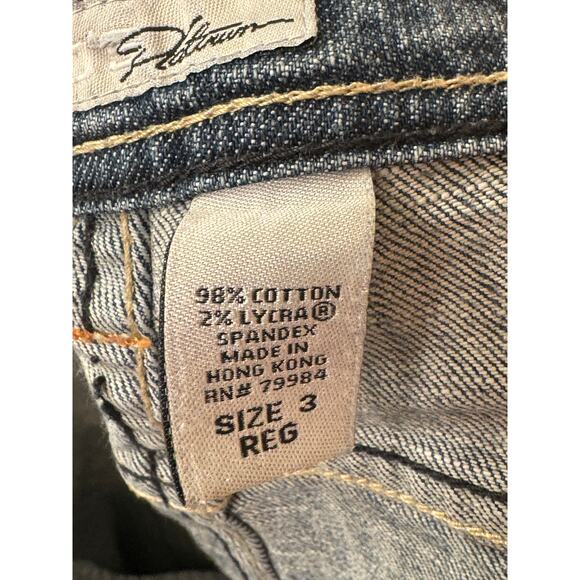 Platinum
98% COTTON
2% LYCRA®
SPANDEX
MADE IN
HONG KONG
RN# 79984
SIZE 3
REG